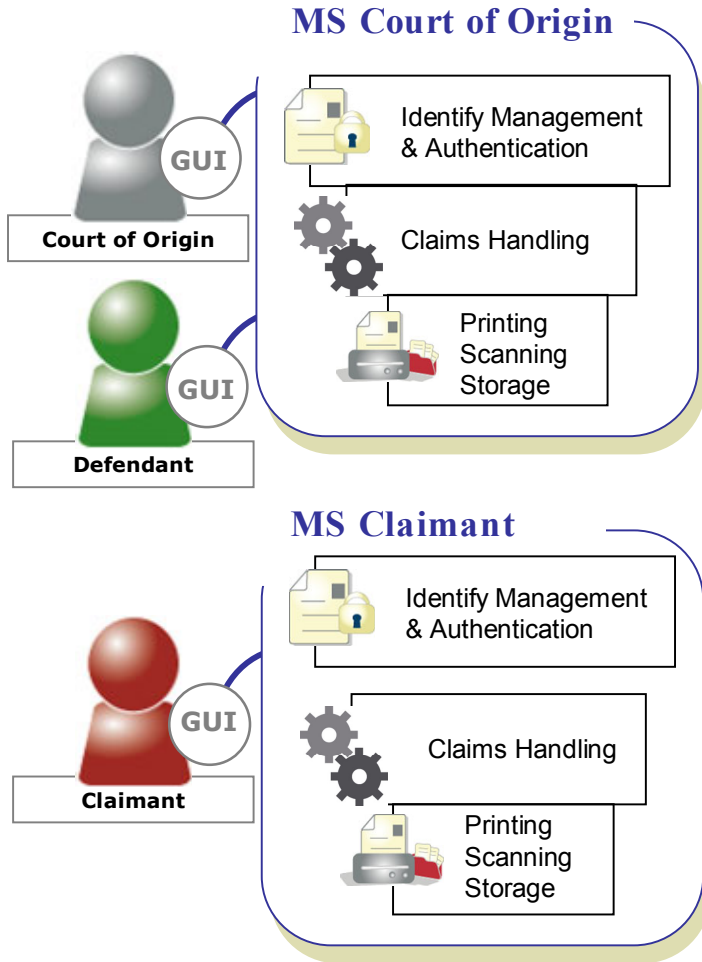 MS Court of Origin
GUI
Court of Origin
Identify Management
& Authentication
Claims Handling
Printing
Scanning
Storage
GUI
Defendant
MS Claimant
Identify Management
& Authentication
GUI
Claimant
Claims Handling
Printing
Scanning
Storage